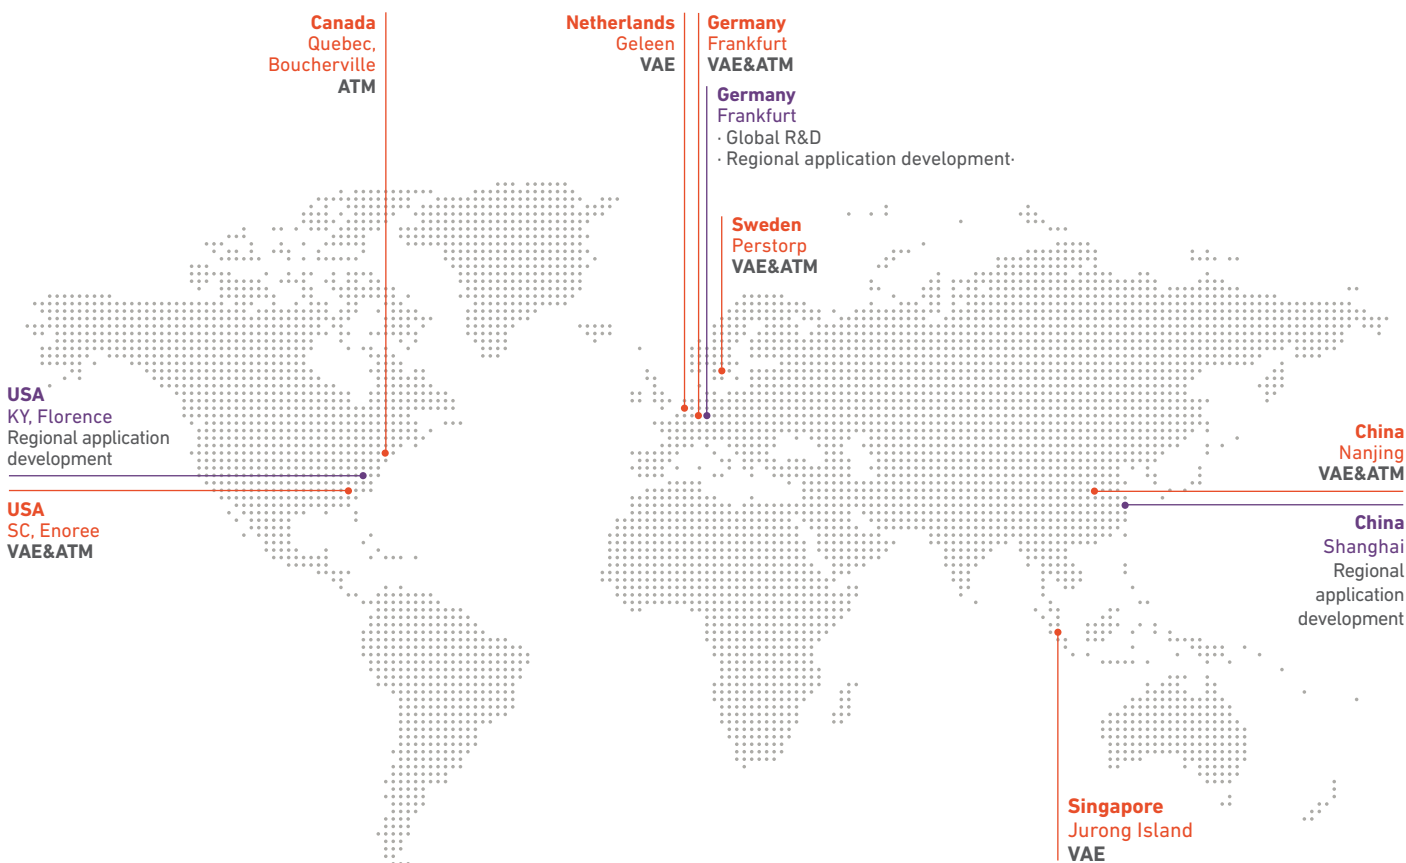 Canada
Quebec,
Boucherville
ATM
Netherlands
Geleen
VAE
Germany
Frankfurt
VAE&ATM
Germany
Frankfurt
· Global R&D
· Regional application development·
Sweden
Perstorp
VAE&ATM
USA
KY, Florence
Regional application
development
USA
SC, Enoree
VAE&ATM
China
Nanjing
VAE&ATM
China
Shanghai
Regional
application
development
Singapore
Jurong Island
VAE